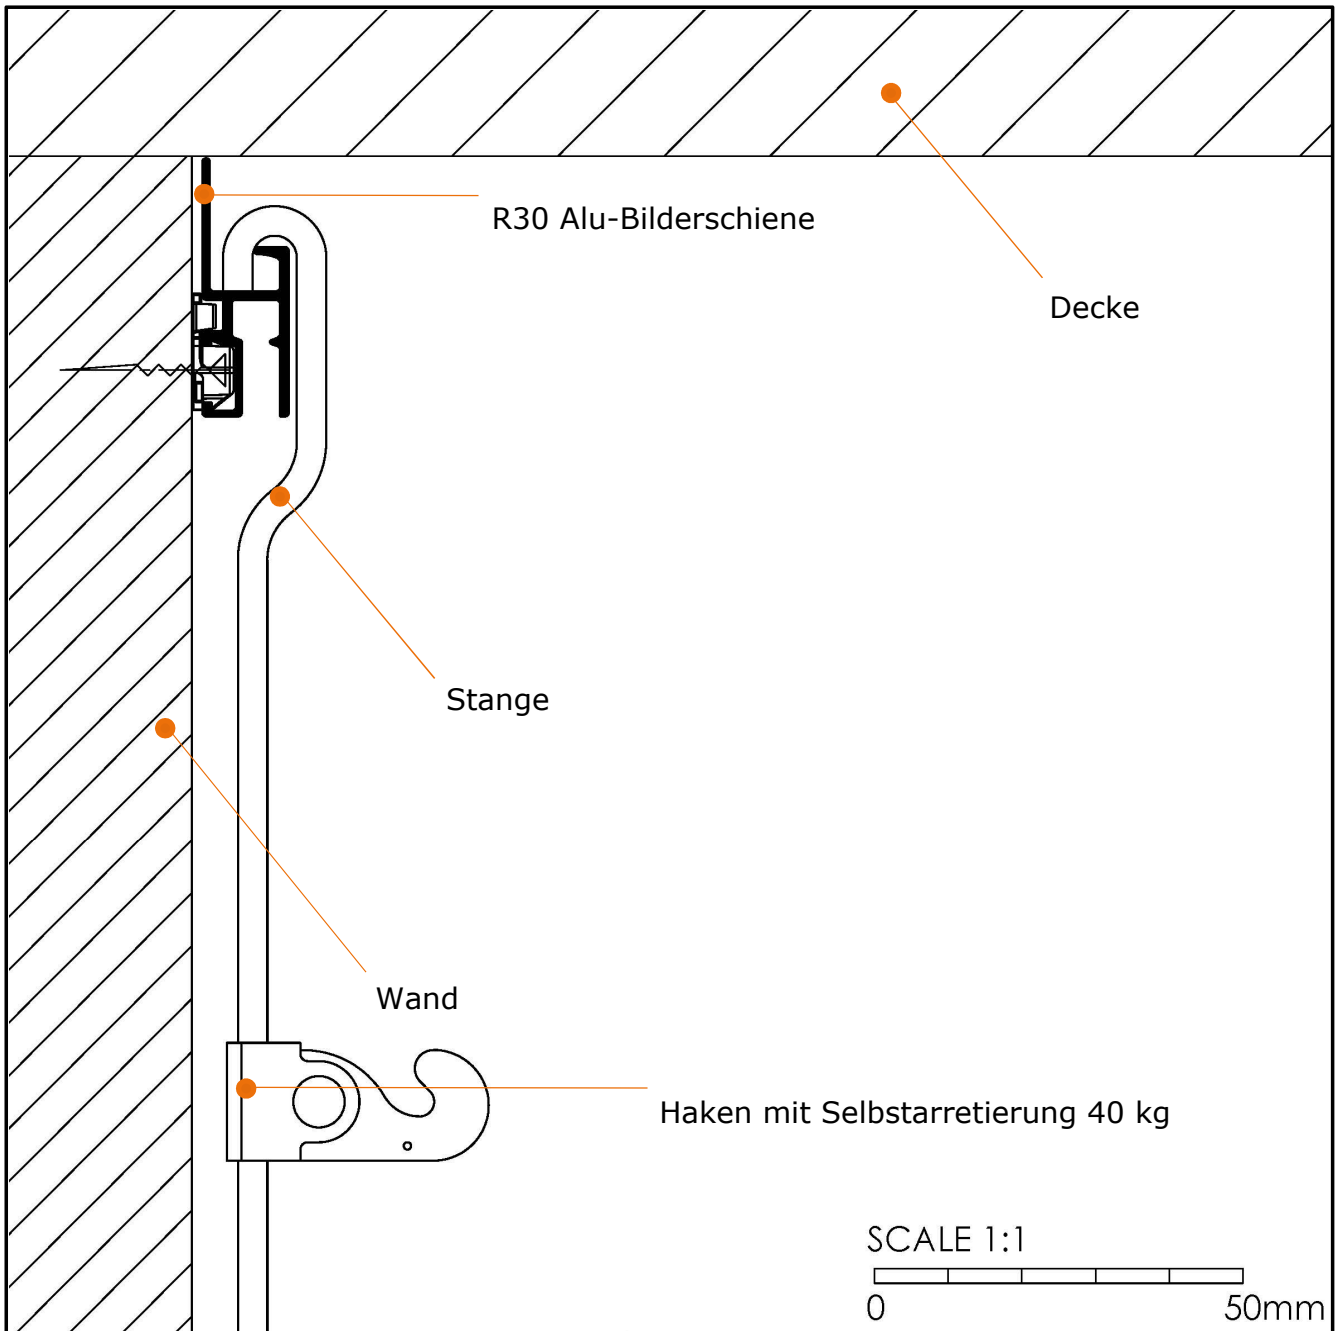 R30 Alu-Bilderschiene
Decke
Stange
Wand
Haken mit Selbstarretierung 40 kg
SCALE 1:1
0 50mm